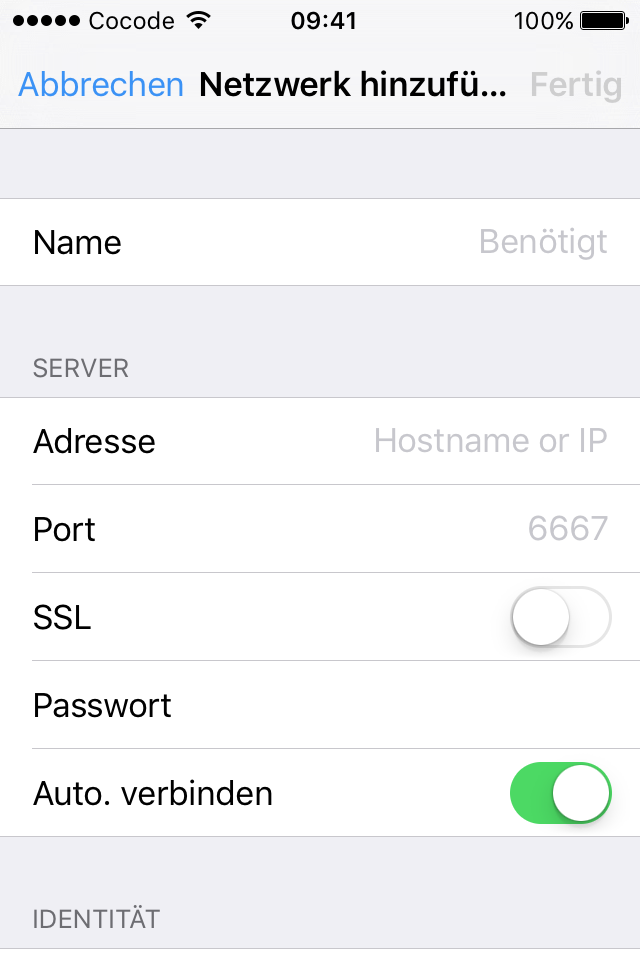 Cocode 09:41 100%
Abbrechen Netzwerk hinzufü... Fertig
Name Benötigt
SERVER
Adresse Hostname or IP
Port 6667
SSL
Passwort
Auto. verbinden
IDENTITÄT